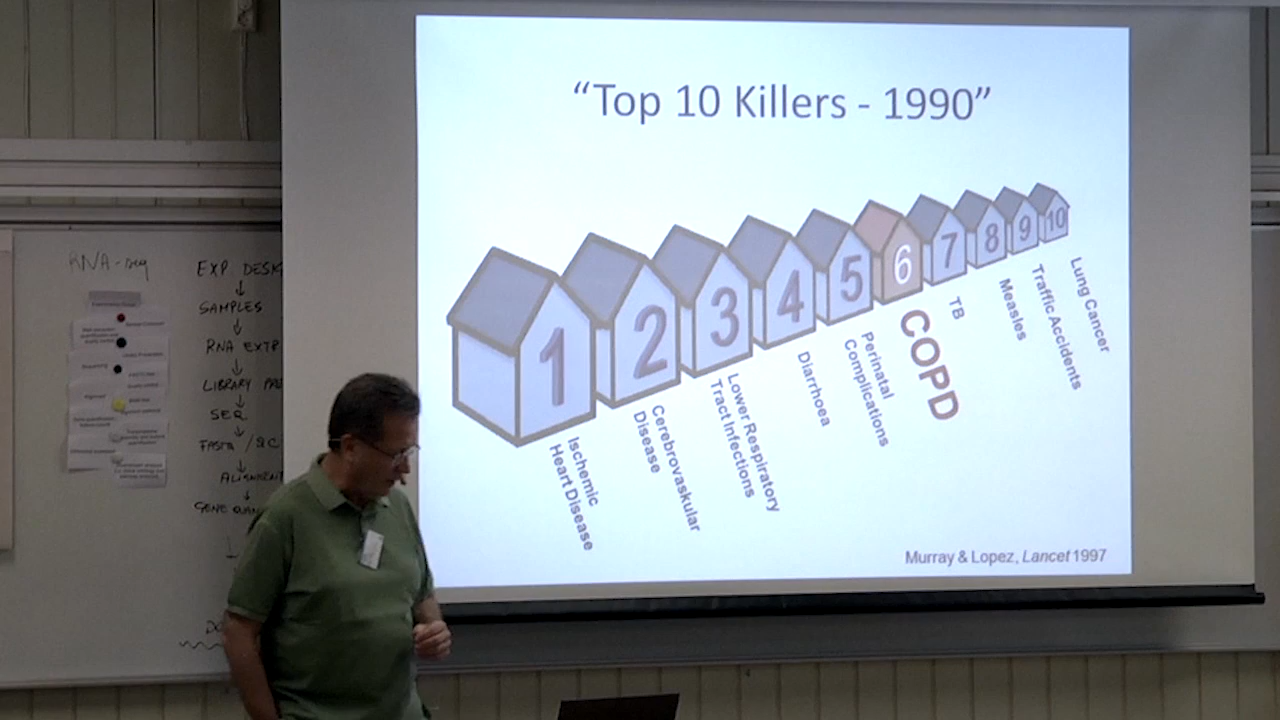 "Top 10 Killers - 1990"
1
2
3
4
5
6
7
8
9
10
Ischemic
Heart Disease
Cerebrovaskular
Disease
Lower Respiratory
Tract Infections
Diarrhoea
Perinatal
Complications
COPD
TB
Measles
Traffic Accidents
Lung Cancer
Murray & Lopez, Lancet 1997
RNA-seq
EXP DESIG
SAMPLES
RNA EXTR
LIBRARY PRE
SEQ
FASTQ / QC
ALIGNMENT
GENE QUAN